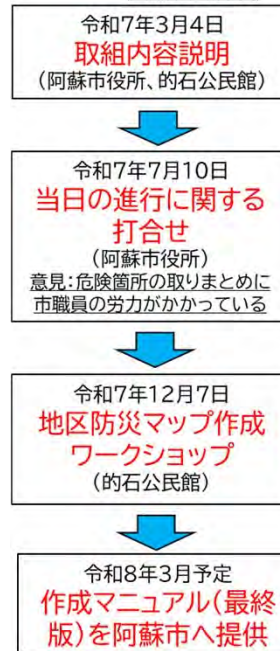 令和7年3月4日
取組内容説明
(阿蘇市役所、的石公民館)
令和7年7月10日
当日の進行に関する
打合せ
(阿蘇市役所)
意見:危険箇所の取りまとめに
市職員の労力がかかっている
令和7年12月7日
地区防災マップ作成
ワークショップ
(的石公民館)
令和8年3月予定
作成マニュアル(最終
版)を阿蘇市へ提供